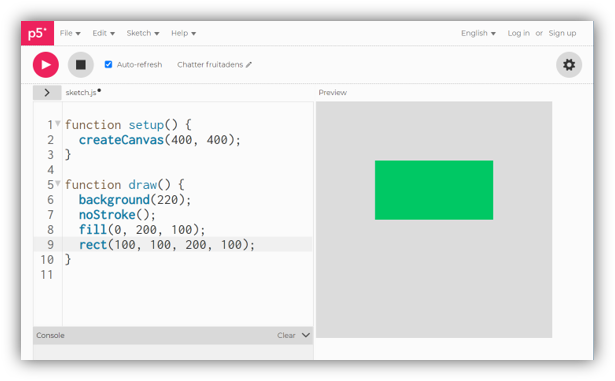 p5* File Edit Sketch Help English Log in or Sign up
Auto-refresh Chatter fruitadens
sketch.js Preview
1 function setup() {
2 createCanvas(400, 400);
3 }
4
5 function draw() {
6 background(220);
7 noStroke();
8 fill(0, 200, 100);
9 rect(100, 100, 200, 100);
10 }
11
Console Clear